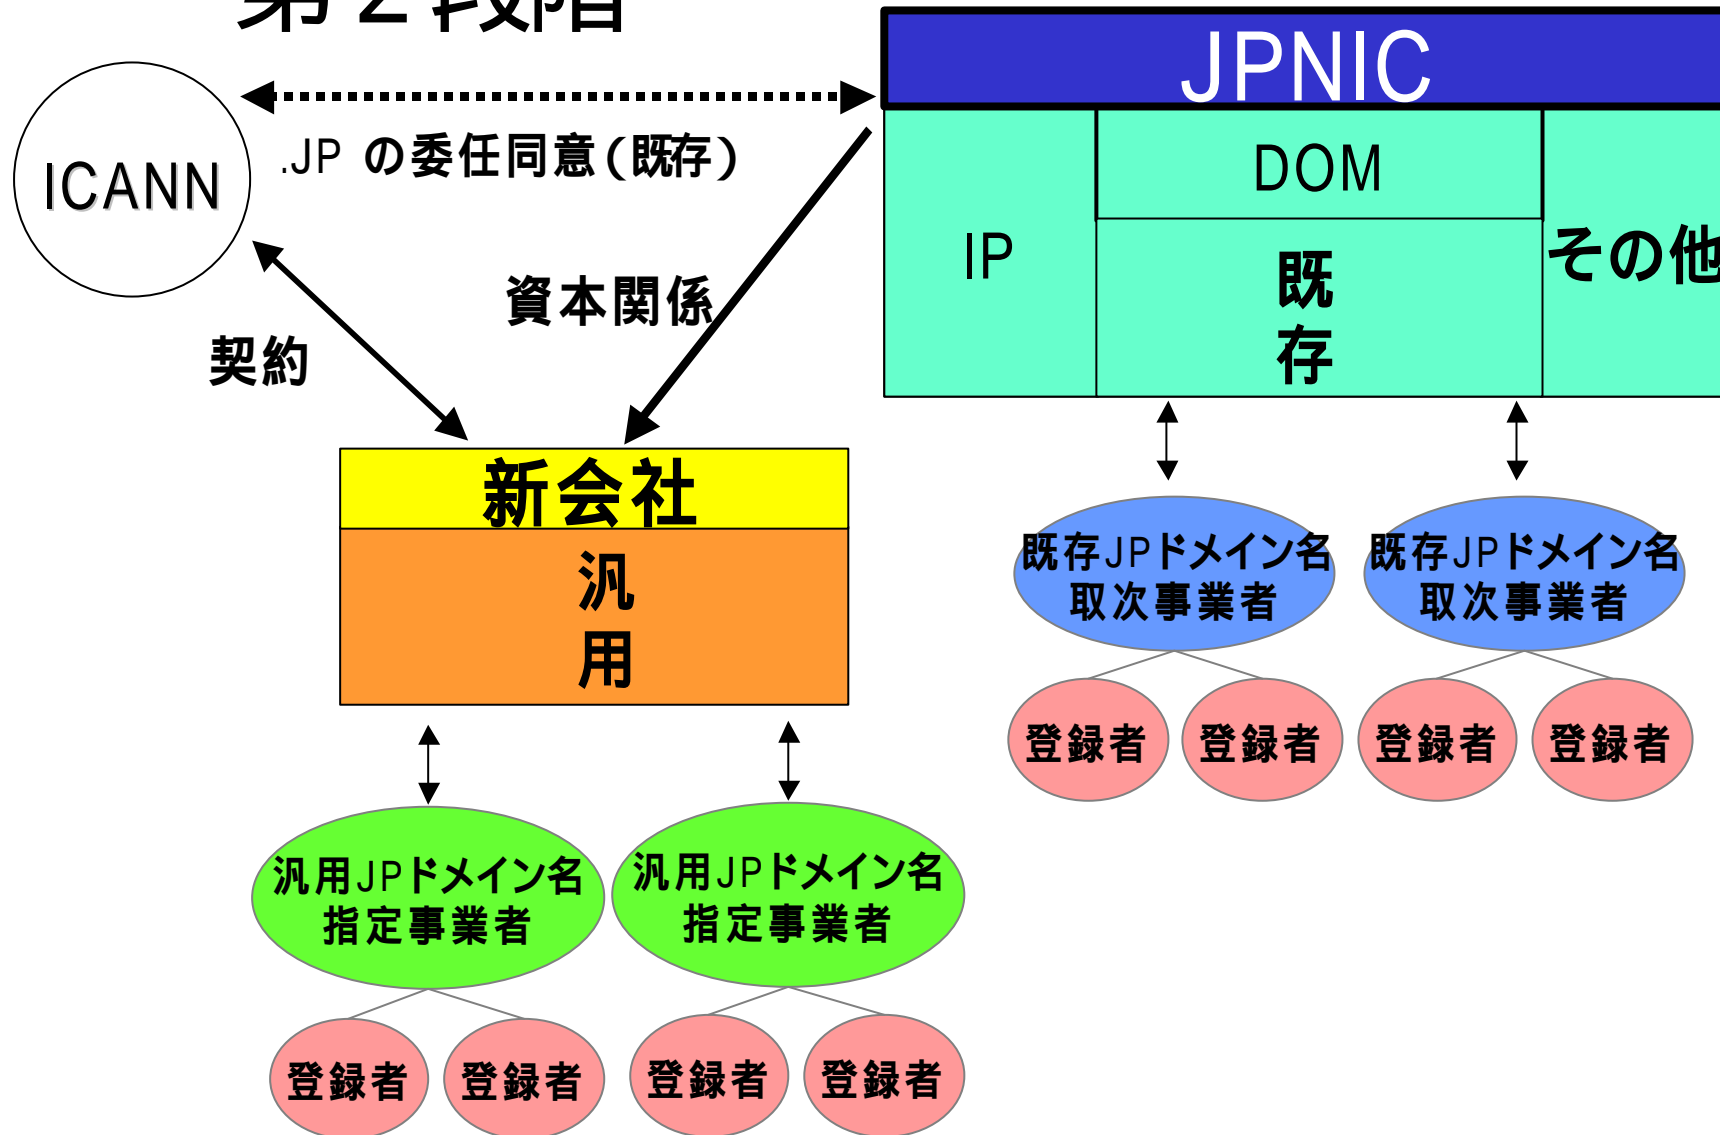 第2段階
JPNIC
ICANN
.JP の委任同意(既存)
DOM
IP
既
存
その他
資本関係
契約
新会社
汎
用
既存JPドメイン名
取次事業者
既存JPドメイン名
取次事業者
登録者
登録者
登録者
登録者
汎用JPドメイン名
指定事業者
汎用JPドメイン名
指定事業者
登録者
登録者
登録者
登録者